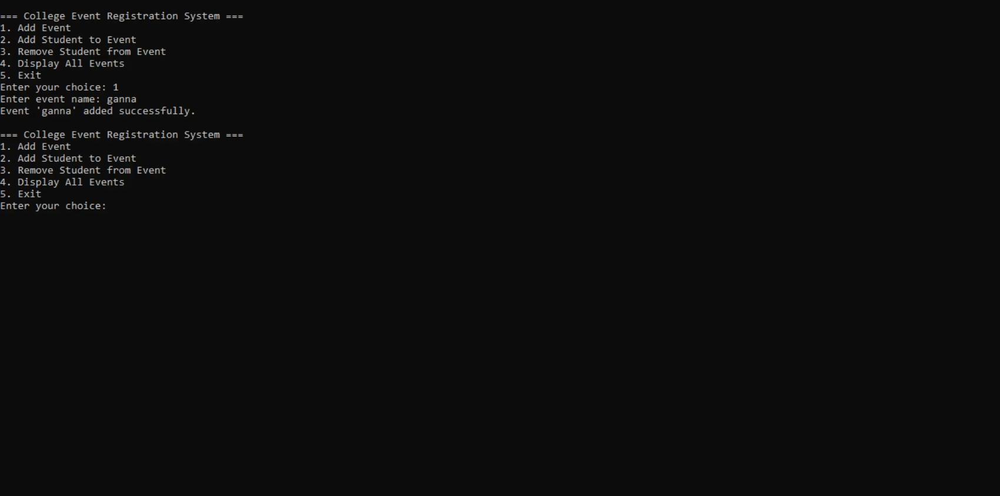 === College Event Registration System ===
1. Add Event
2. Add Student to Event
3. Remove Student from Event
4. Display All Events
5. Exit
Enter your choice: 1
Enter event name: ganna
Event 'ganna' added successfully.
=== College Event Registration System ===
1. Add Event
2. Add Student to Event
3. Remove Student from Event
4. Display All Events
5. Exit
Enter your choice: